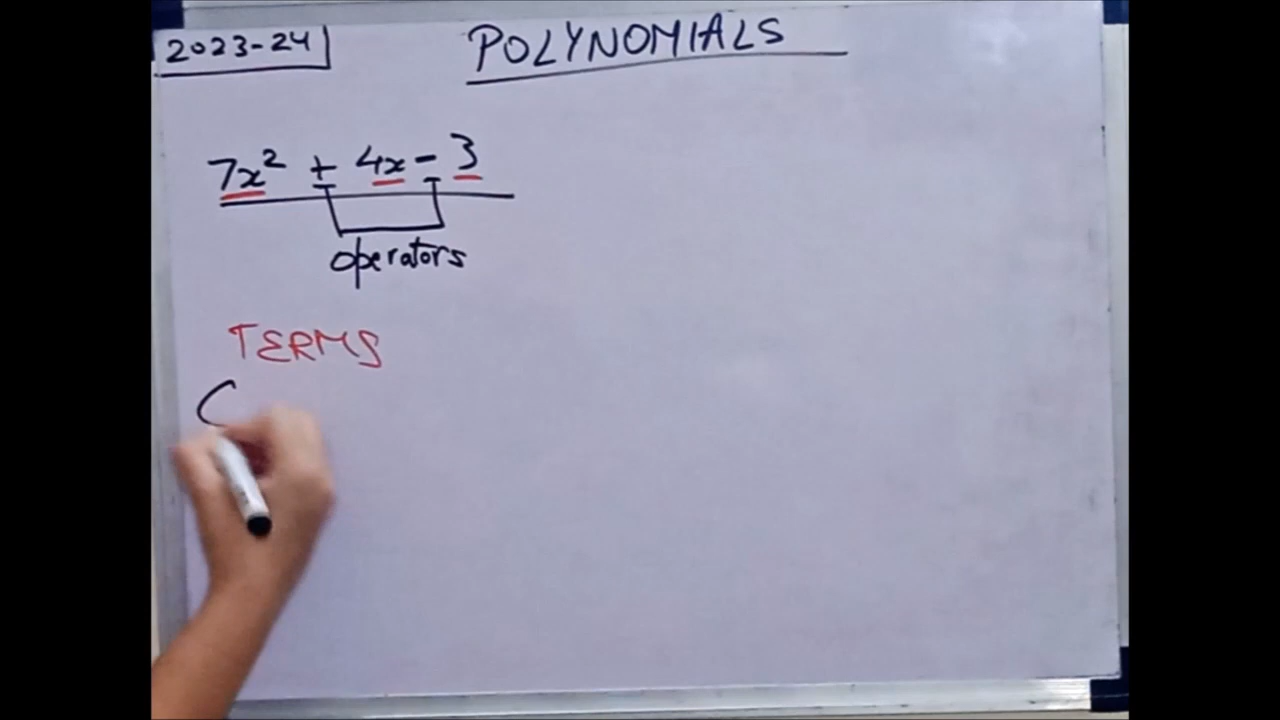 2023-24
POLYNOMIALS
7x² + 4x - 3
operators
TERMS
C